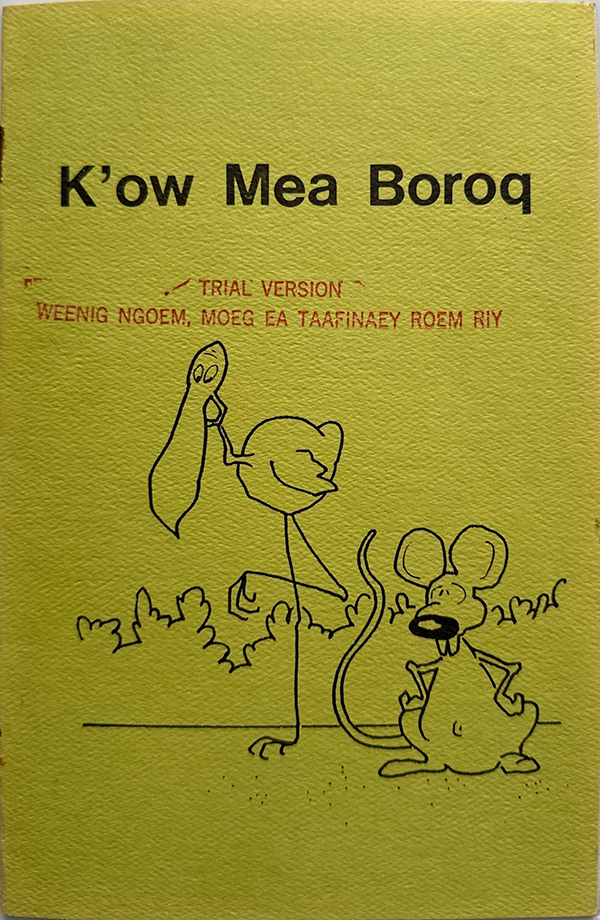 K'ow Mea Boroq
TRIAL VERSION
WEENIG NGOEM, MOEG EA TAAFINAEY ROEM RIY